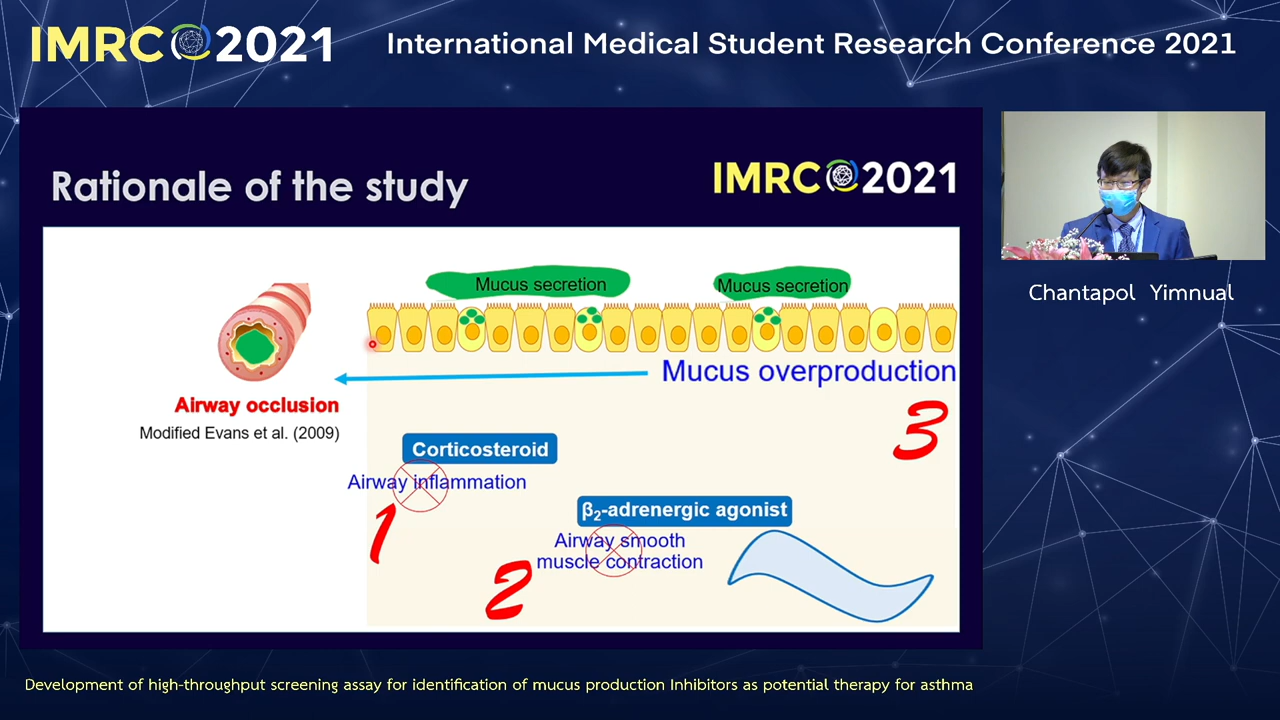 IMRC 2021
International Medical Student Research Conference 2021
Rationale of the study
IMRC 2021
Mucus secretion
Mucus secretion
Mucus overproduction
Airway occlusion
Modified Evans et al. (2009)
3
Corticosteroid
Airway inflammation
1
β2-adrenergic agonist
Airway smooth
muscle contraction
2
Chantapol Yimnual
Development of high-throughput screening assay for identification of mucus production Inhibitors as potential therapy for asthma